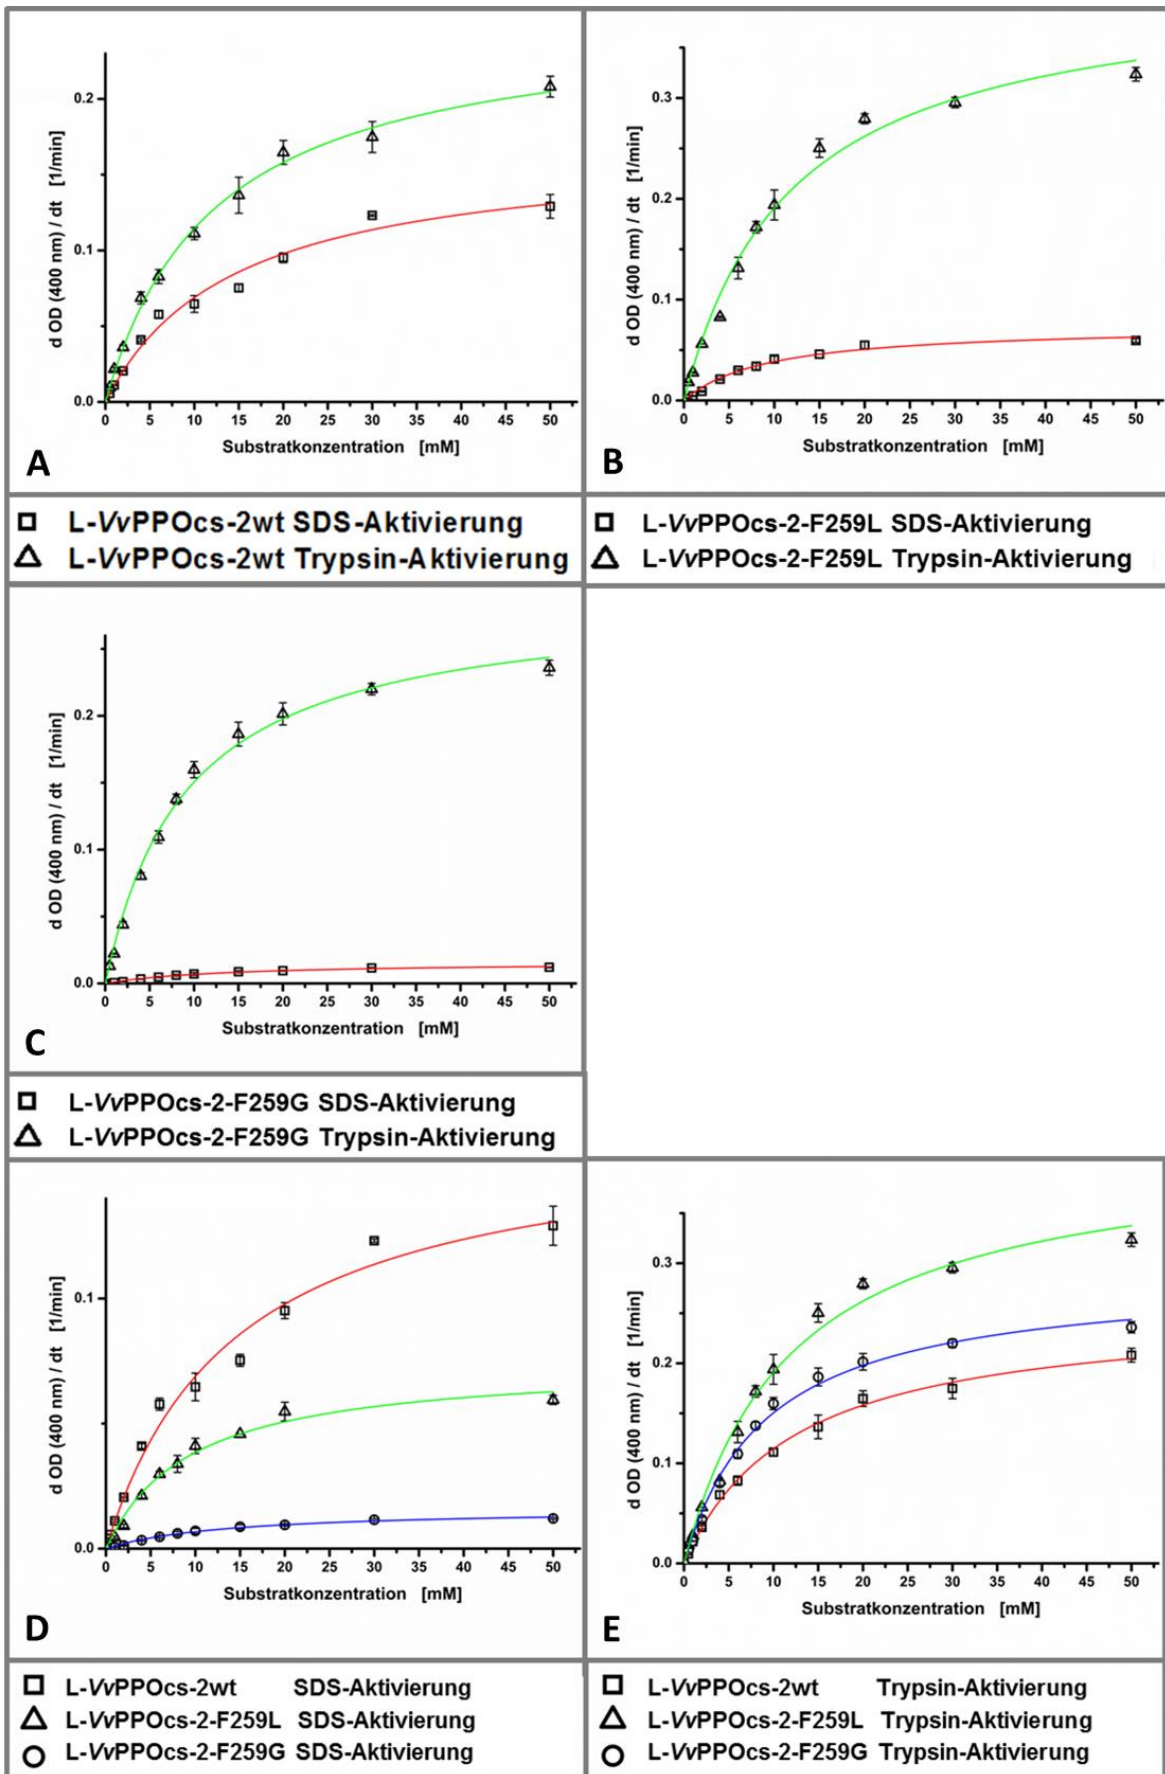 d OD (400 nm) / dt [1/min]
0.2
0.1
0.0
0 5 10 15 20 25 30 35 40 45 50
Substratkonzentration [mM]
A
L-VvPPOcs-2wt SDS-Aktivierung
L-VvPPOcs-2wt Trypsin-Aktivierung
d OD (400 nm) / dt [1/min]
0.3
0.2
0.1
0.0
0 5 10 15 20 25 30 35 40 45 50
Substratkonzentration [mM]
B
L-VvPPOcs-2-F259L SDS-Aktivierung
L-VvPPOcs-2-F259L Trypsin-Aktivierung
d OD (400 nm) / dt [1/min]
0.2
0.1
0.0
0 5 10 15 20 25 30 35 40 45 50
Substratkonzentration [mM]
C
L-VvPPOcs-2-F259G SDS-Aktivierung
L-VvPPOcs-2-F259G Trypsin-Aktivierung
d OD (400 nm) / dt [1/min]
0.1
0.0
0 5 10 15 20 25 30 35 40 45 50
Substratkonzentration [mM]
D
L-VvPPOcs-2wt SDS-Aktivierung
L-VvPPOcs-2-F259L SDS-Aktivierung
L-VvPPOcs-2-F259G SDS-Aktivierung
d OD (400 nm) / dt [1/min]
0.3
0.2
0.1
0.0
0 5 10 15 20 25 30 35 40 45 50
Substratkonzentration [mM]
E
L-VvPPOcs-2wt Trypsin-Aktivierung
L-VvPPOcs-2-F259L Trypsin-Aktivierung
L-VvPPOcs-2-F259G Trypsin-Aktivierung